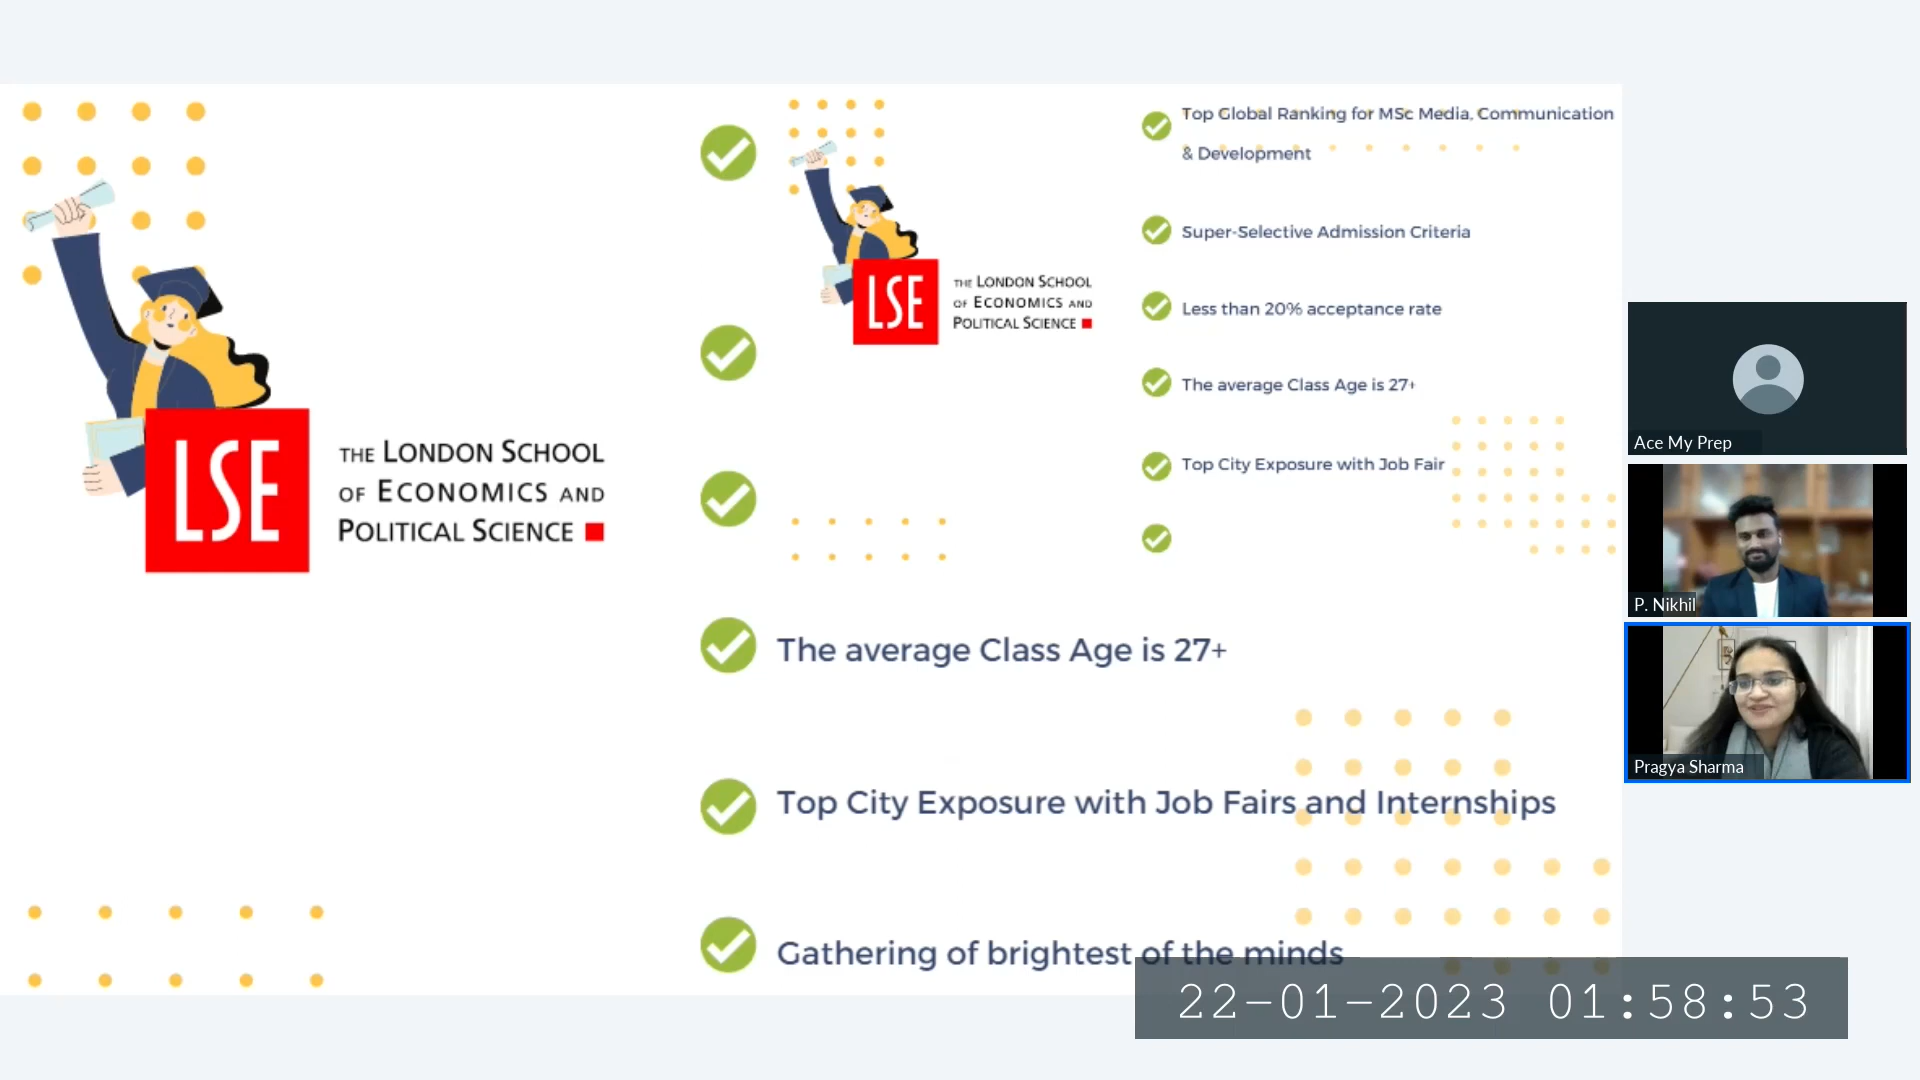 LSE
THE LONDON SCHOOL
OF ECONOMICS AND
POLITICAL SCIENCE
LSE
THE LONDON SCHOOL
OF ECONOMICS AND
POLITICAL SCIENCE
Top Global Ranking for MSc Media, Communication
& Development
Super-Selective Admission Criteria
Less than 20% acceptance rate
The average Class Age is 27+
Top City Exposure with Job Fair
The average Class Age is 27+
Top City Exposure with Job Fairs and Internships
Gathering of brightest of the minds
Ace My Prep
P. Nikhil
Pragya Sharma
22-01-2023 01:58:53